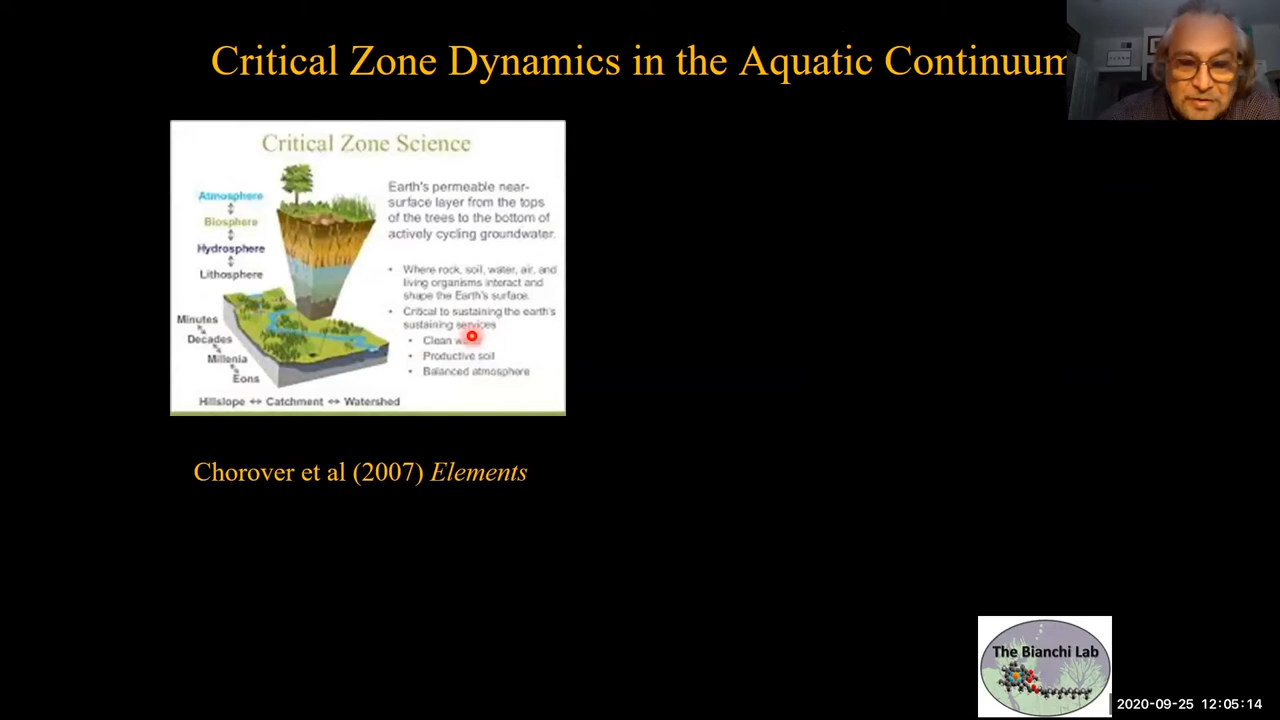 Critical Zone Dynamics in the Aquatic Continuum
Critical Zone Science
Atmosphere
Biosphere
Hydrosphere
Lithosphere
Earth's permeable near-
surface layer from the tops
of the trees to the bottom of
actively cycling groundwater.
• Where rock, soil, water, air, and
living organisms interact and
shape the Earth's surface.
• Critical to sustaining the earth's
sustaining services
• Clean
• Productive soil
• Balanced atmosphere
Minutes
Decades
Millenia
Eons
Hillslope ⇔ Catchment ⇔ Watershed
Chorover et al (2007) Elements
The Bianchi Lab
2020-09-25 12:05:14